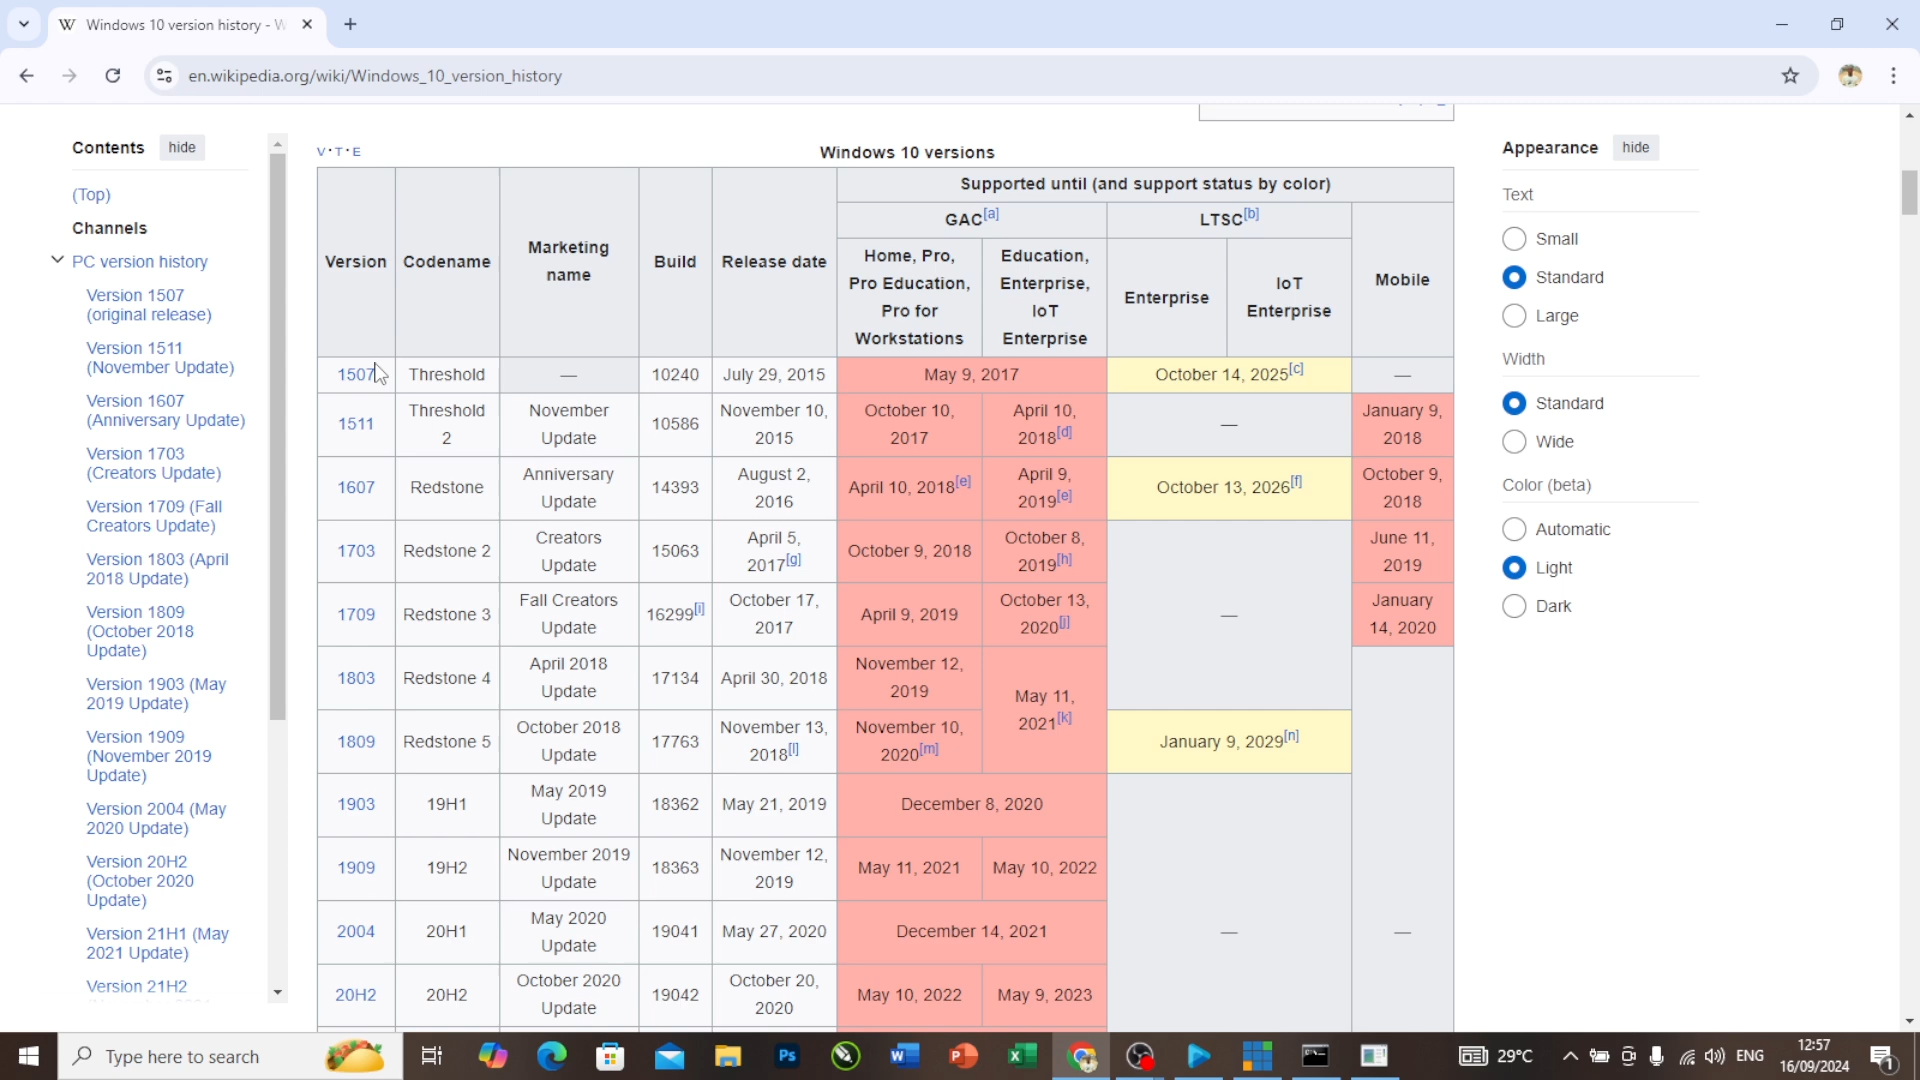 Windows 10 version history - W
en.wikipedia.org/wiki/Windows_10_version_history
Contents hide
(Top)
Channels
PC version history
Version 1507
(original release)
Version 1511
(November Update)
Version 1607
(Anniversary Update)
Version 1703
(Creators Update)
Version 1709 (Fall
Creators Update)
Version 1803 (April
2018 Update)
Version 1809
(October 2018
Update)
Version 1903 (May
2019 Update)
Version 1909
(November 2019
Update)
Version 2004 (May
2020 Update)
Version 20H2
(October 2020
Update)
Version 21H1 (May
2021 Update)
Version 21H2
V·T·E
Windows 10 versions
Version Codename Marketing name Build Release date Supported until (and support status by color)
GAC[a] LTSC[b] Mobile
Home, Pro, Pro Education, Pro for Workstations Education, Enterprise, IoT Enterprise Enterprise IoT Enterprise
1507 Threshold — 10240 July 29, 2015 May 9, 2017 October 14, 2025[c] —
1511 Threshold 2 November Update 10586 November 10, 2015 October 10, 2017 April 10, 2018[d] — January 9, 2018
1607 Redstone Anniversary Update 14393 August 2, 2016 April 10, 2018[e] April 9, 2019[e] October 13, 2026[f] October 9, 2018
1703 Redstone 2 Creators Update 15063 April 5, 2017[g] October 9, 2018 October 8, 2019[h] June 11, 2019
1709 Redstone 3 Fall Creators Update 16299[i] October 17, 2017 April 9, 2019 October 13, 2020[j] — January 14, 2020
1803 Redstone 4 April 2018 Update 17134 April 30, 2018 November 12, 2019 May 11, 2021[k]
1809 Redstone 5 October 2018 Update 17763 November 13, 2018[l] November 10, 2020[m] January 9, 2029[n]
1903 19H1 May 2019 Update 18362 May 21, 2019 December 8, 2020
1909 19H2 November 2019 Update 18363 November 12, 2019 May 11, 2021 May 10, 2022
2004 20H1 May 2020 Update 19041 May 27, 2020 December 14, 2021 — —
20H2 20H2 October 2020 Update 19042 October 20, 2020 May 10, 2022 May 9, 2023
Appearance hide
Text
Small
Standard
Large
Width
Standard
Wide
Color (beta)
Automatic
Light
Dark
Type here to search
Ps
29°C
ENG
12:57
16/09/2024
1